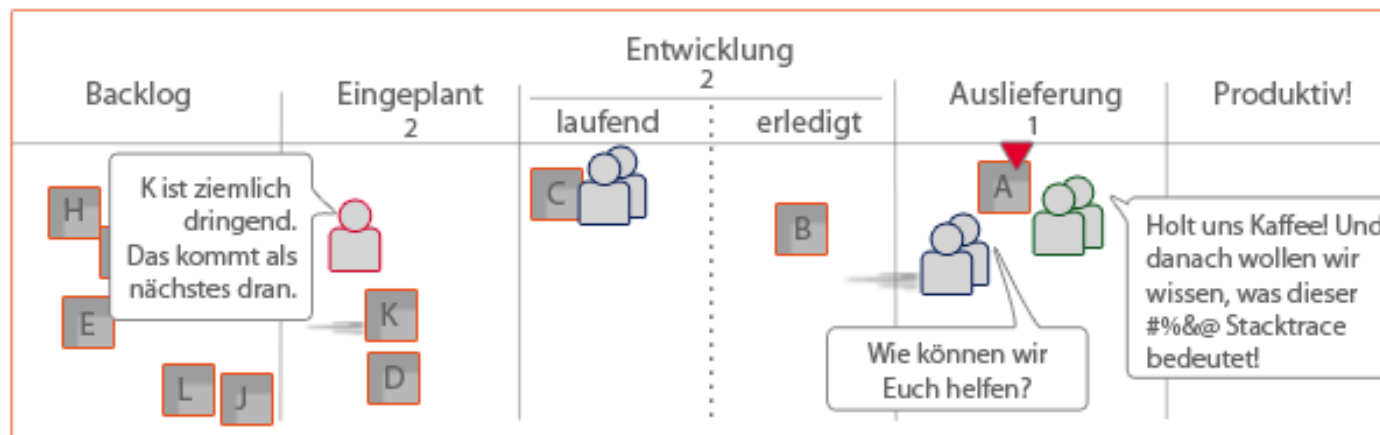 Entwicklung
2
Backlog
Eingeplant
2
laufend
erledigt
Auslieferung
1
Produktiv!
K ist ziemlich
dringend.
Das kommt als
nächstes dran.
H
E
L
J
K
D
C
B
A
Wie können wir
Euch helfen?
Holt uns Kaffee! Und
danach wollen wir
wissen, was dieser
#%&@ Stacktrace
bedeutet!